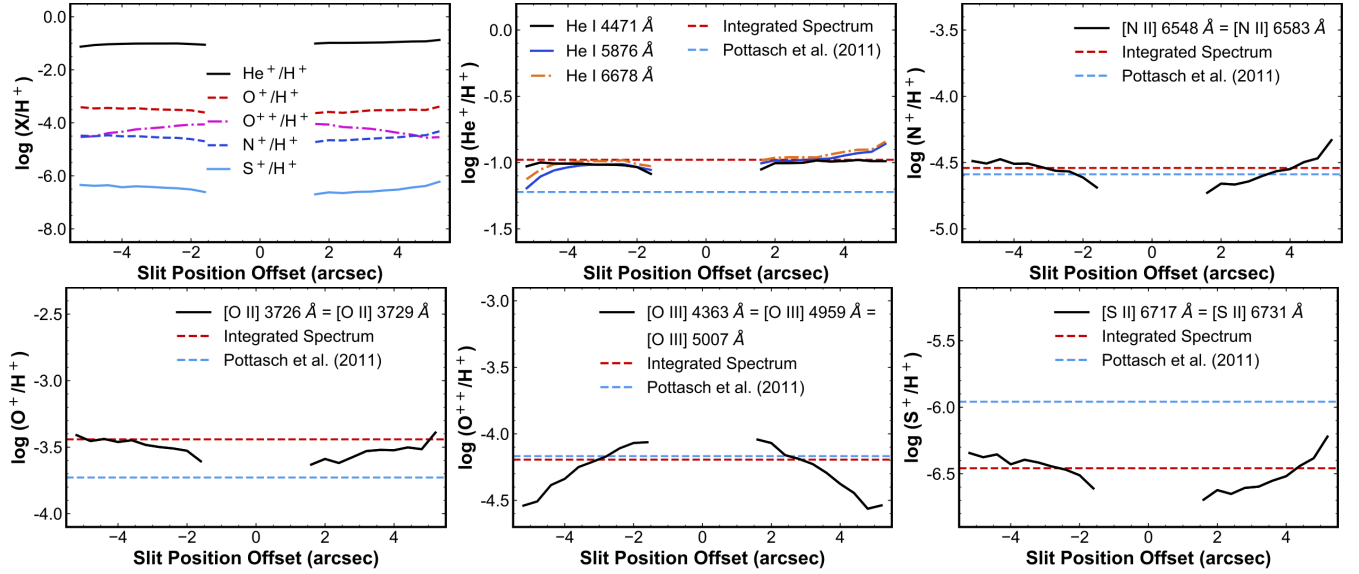 0.0
−2.0
−4.0
−6.0
−8.0
log (X/H⁺)
He⁺/H⁺
O⁺/H⁺
O⁺⁺/H⁺
N⁺/H⁺
S⁺/H⁺
−4 −2 0 2 4
Slit Position Offset (arcsec)
0.0
-0.5
-1.0
-1.5
log (He⁺/H⁺)
He I 4471 Å
He I 5876 Å
He I 6678 Å
Integrated Spectrum
Pottasch et al. (2011)
−4 −2 0 2 4
Slit Position Offset (arcsec)
-3.5
-4.0
-4.5
-5.0
log (N⁺/H⁺)
[N II] 6548 Å = [N II] 6583 Å
Integrated Spectrum
Pottasch et al. (2011)
−4 −2 0 2 4
Slit Position Offset (arcsec)
-2.5
-3.0
-3.5
-4.0
log (O⁺/H⁺)
[O II] 3726 Å = [O II] 3729 Å
Integrated Spectrum
Pottasch et al. (2011)
−4 −2 0 2 4
Slit Position Offset (arcsec)
-3.0
-3.5
-4.0
-4.5
log (O⁺⁺/H⁺)
[O III] 4363 Å = [O III] 4959 Å =
[O III] 5007 Å
Integrated Spectrum
Pottasch et al. (2011)
−4 −2 0 2 4
Slit Position Offset (arcsec)
-5.5
-6.0
-6.5
log (S⁺/H⁺)
[S II] 6717 Å = [S II] 6731 Å
Integrated Spectrum
Pottasch et al. (2011)
−4 −2 0 2 4
Slit Position Offset (arcsec)